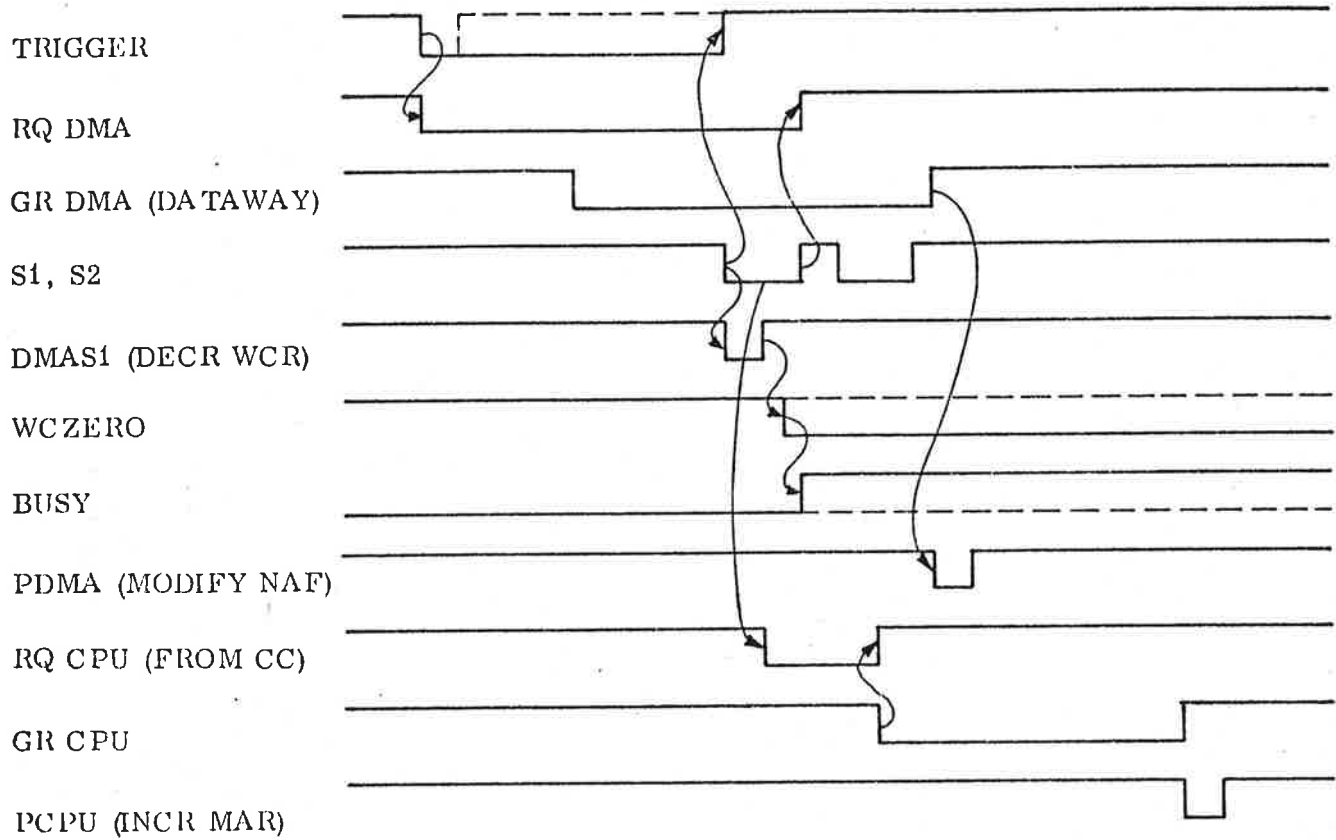 TRIGGER
RQ DMA
GR DMA (DATAWAY)
S1, S2
DMAS1 (DECR WCR)
WCZERO
BUSY
PDMA (MODIFY NAF)
RQ CPU (FROM CC)
GR CPU
PCPU (INCR MAR)